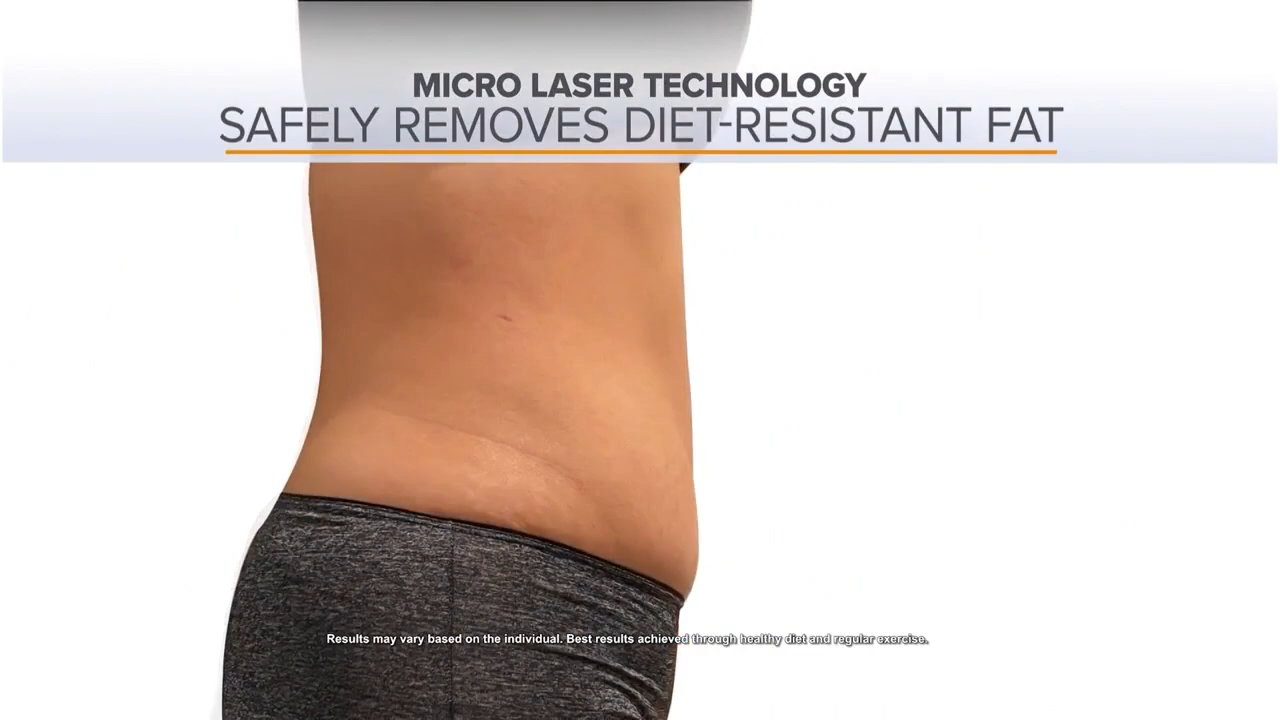 MICRO LASER TECHNOLOGY
SAFELY REMOVES DIET-RESISTANT FAT
Results may vary based on the individual. Best results achieved through healthy diet and regular exercise.